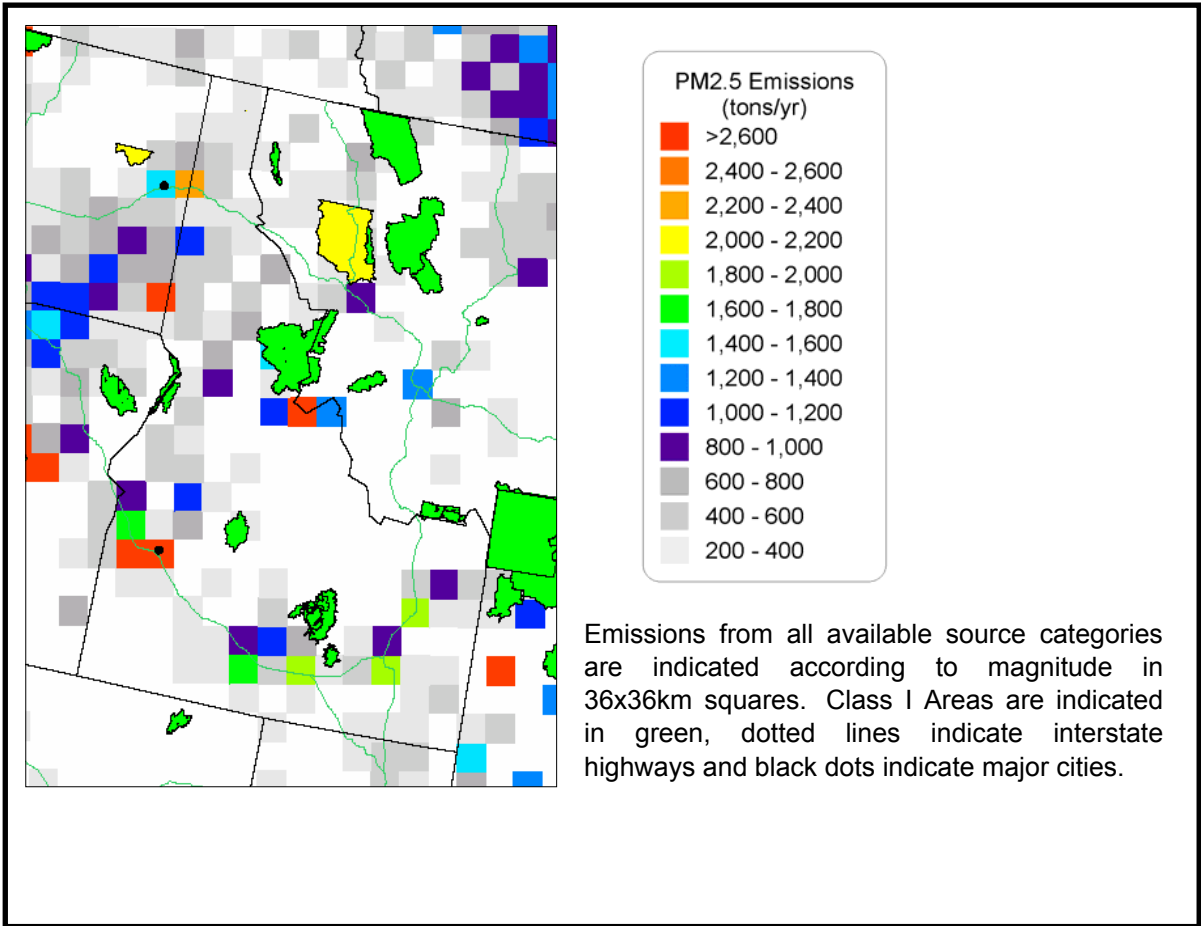 PM2.5 Emissions
(tons/yr)
>2,600
2,400 - 2,600
2,200 - 2,400
2,000 - 2,200
1,800 - 2,000
1,600 - 1,800
1,400 - 1,600
1,200 - 1,400
1,000 - 1,200
800 - 1,000
600 - 800
400 - 600
200 - 400
Emissions from all available source categories
are indicated according to magnitude in
36x36km squares. Class I Areas are indicated
in green, dotted lines indicate interstate
highways and black dots indicate major cities.